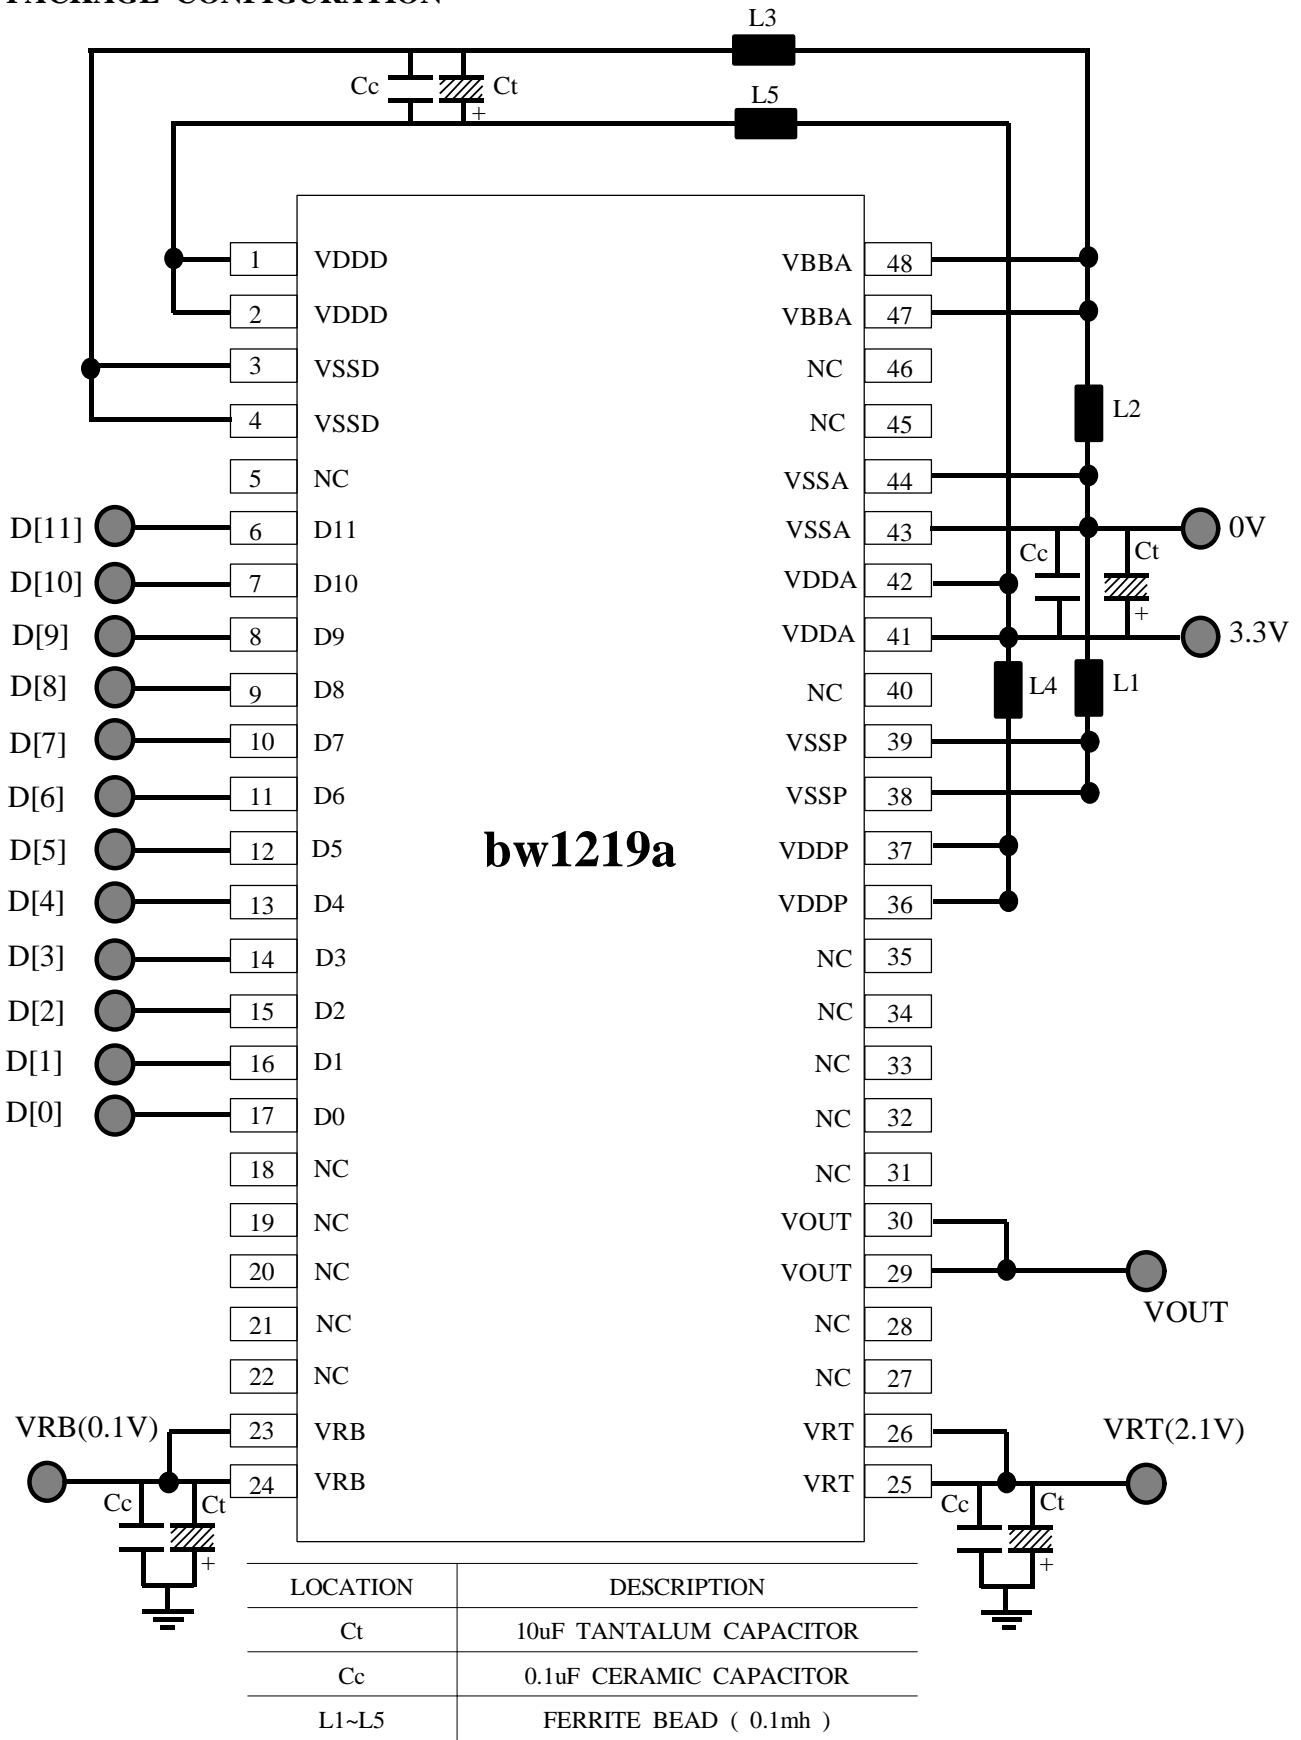 PACKAGE CONFIGURATION
L3
Cc Ct
L5
+
1 VDDD VBBA 48
2 VDDD VBBA 47
3 VSSD NC 46
4 VSSD NC 45 L2
5 NC VSSA 44
D[11] 6 D11 VSSA 43 0V
Cc Ct
D[10] 7 D10 VDDA 42
+
D[9] 8 D9 VDDA 41 3.3V
D[8] 9 D8 NC 40 L4 L1
D[7] 10 D7 VSSP 39
D[6] 11 D6 VSSP 38
D[5] 12 D5 bw1219a VDDP 37
D[4] 13 D4 VDDP 36
D[3] 14 D3 NC 35
D[2] 15 D2 NC 34
D[1] 16 D1 NC 33
D[0] 17 D0 NC 32
18 NC NC 31
19 NC VOUT 30
20 NC VOUT 29
VOUT
21 NC NC 28
22 NC NC 27
VRB(0.1V) 23 VRB VRT 26 VRT(2.1V)
24 VRB VRT 25
Cc Ct Cc Ct
+ +
LOCATION DESCRIPTION
Ct 10uF TANTALUM CAPACITOR
Cc 0.1uF CERAMIC CAPACITOR
L1~L5 FERRITE BEAD ( 0.1mh )